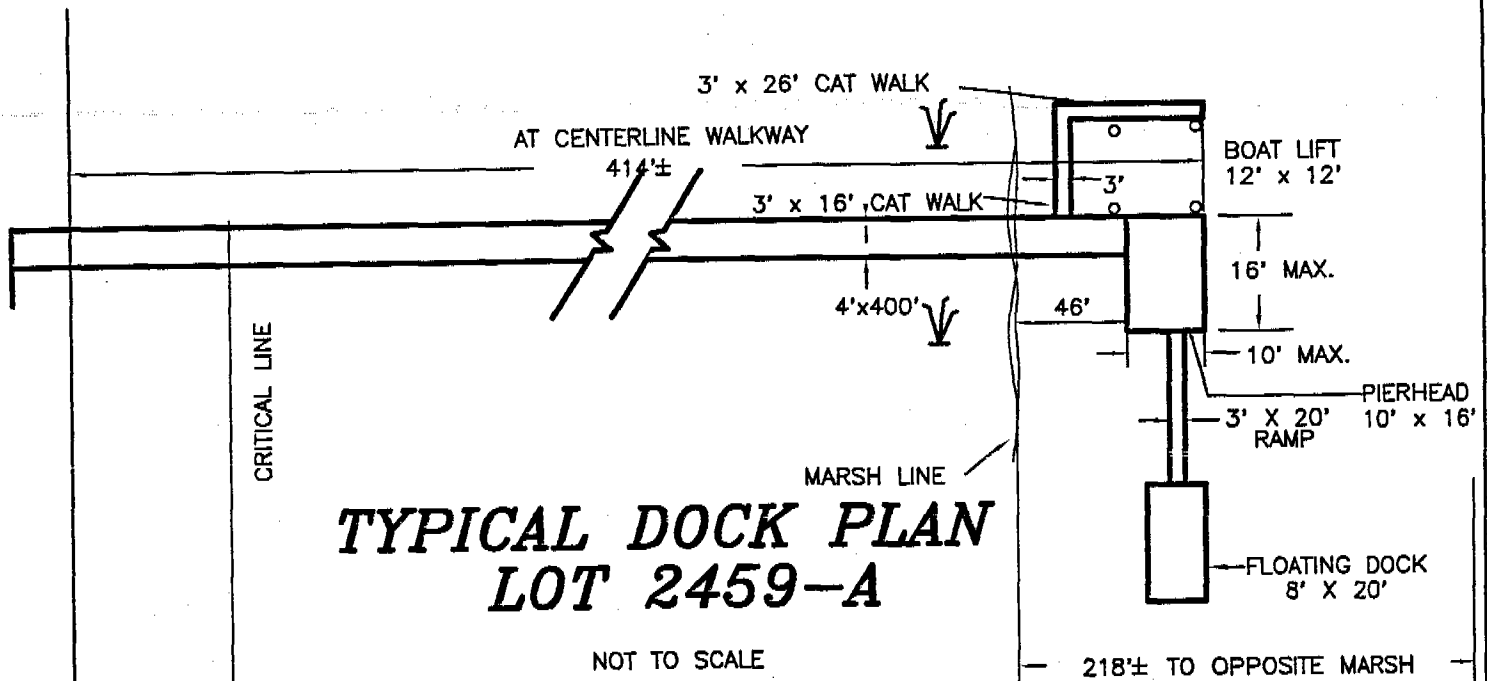 3' x 26' CAT WALK
AT CENTERLINE WALKWAY
414'±
BOAT LIFT
12' x 12'
3'
3' x 16' CAT WALK
16' MAX.
4'x400'
46'
10' MAX.
CRITICAL LINE
PIERHEAD
10' x 16'
3' X 20'
RAMP
MARSH LINE
TYPICAL DOCK PLAN
LOT 2459-A
FLOATING DOCK
8' X 20'
NOT TO SCALE
218'± TO OPPOSITE MARSH